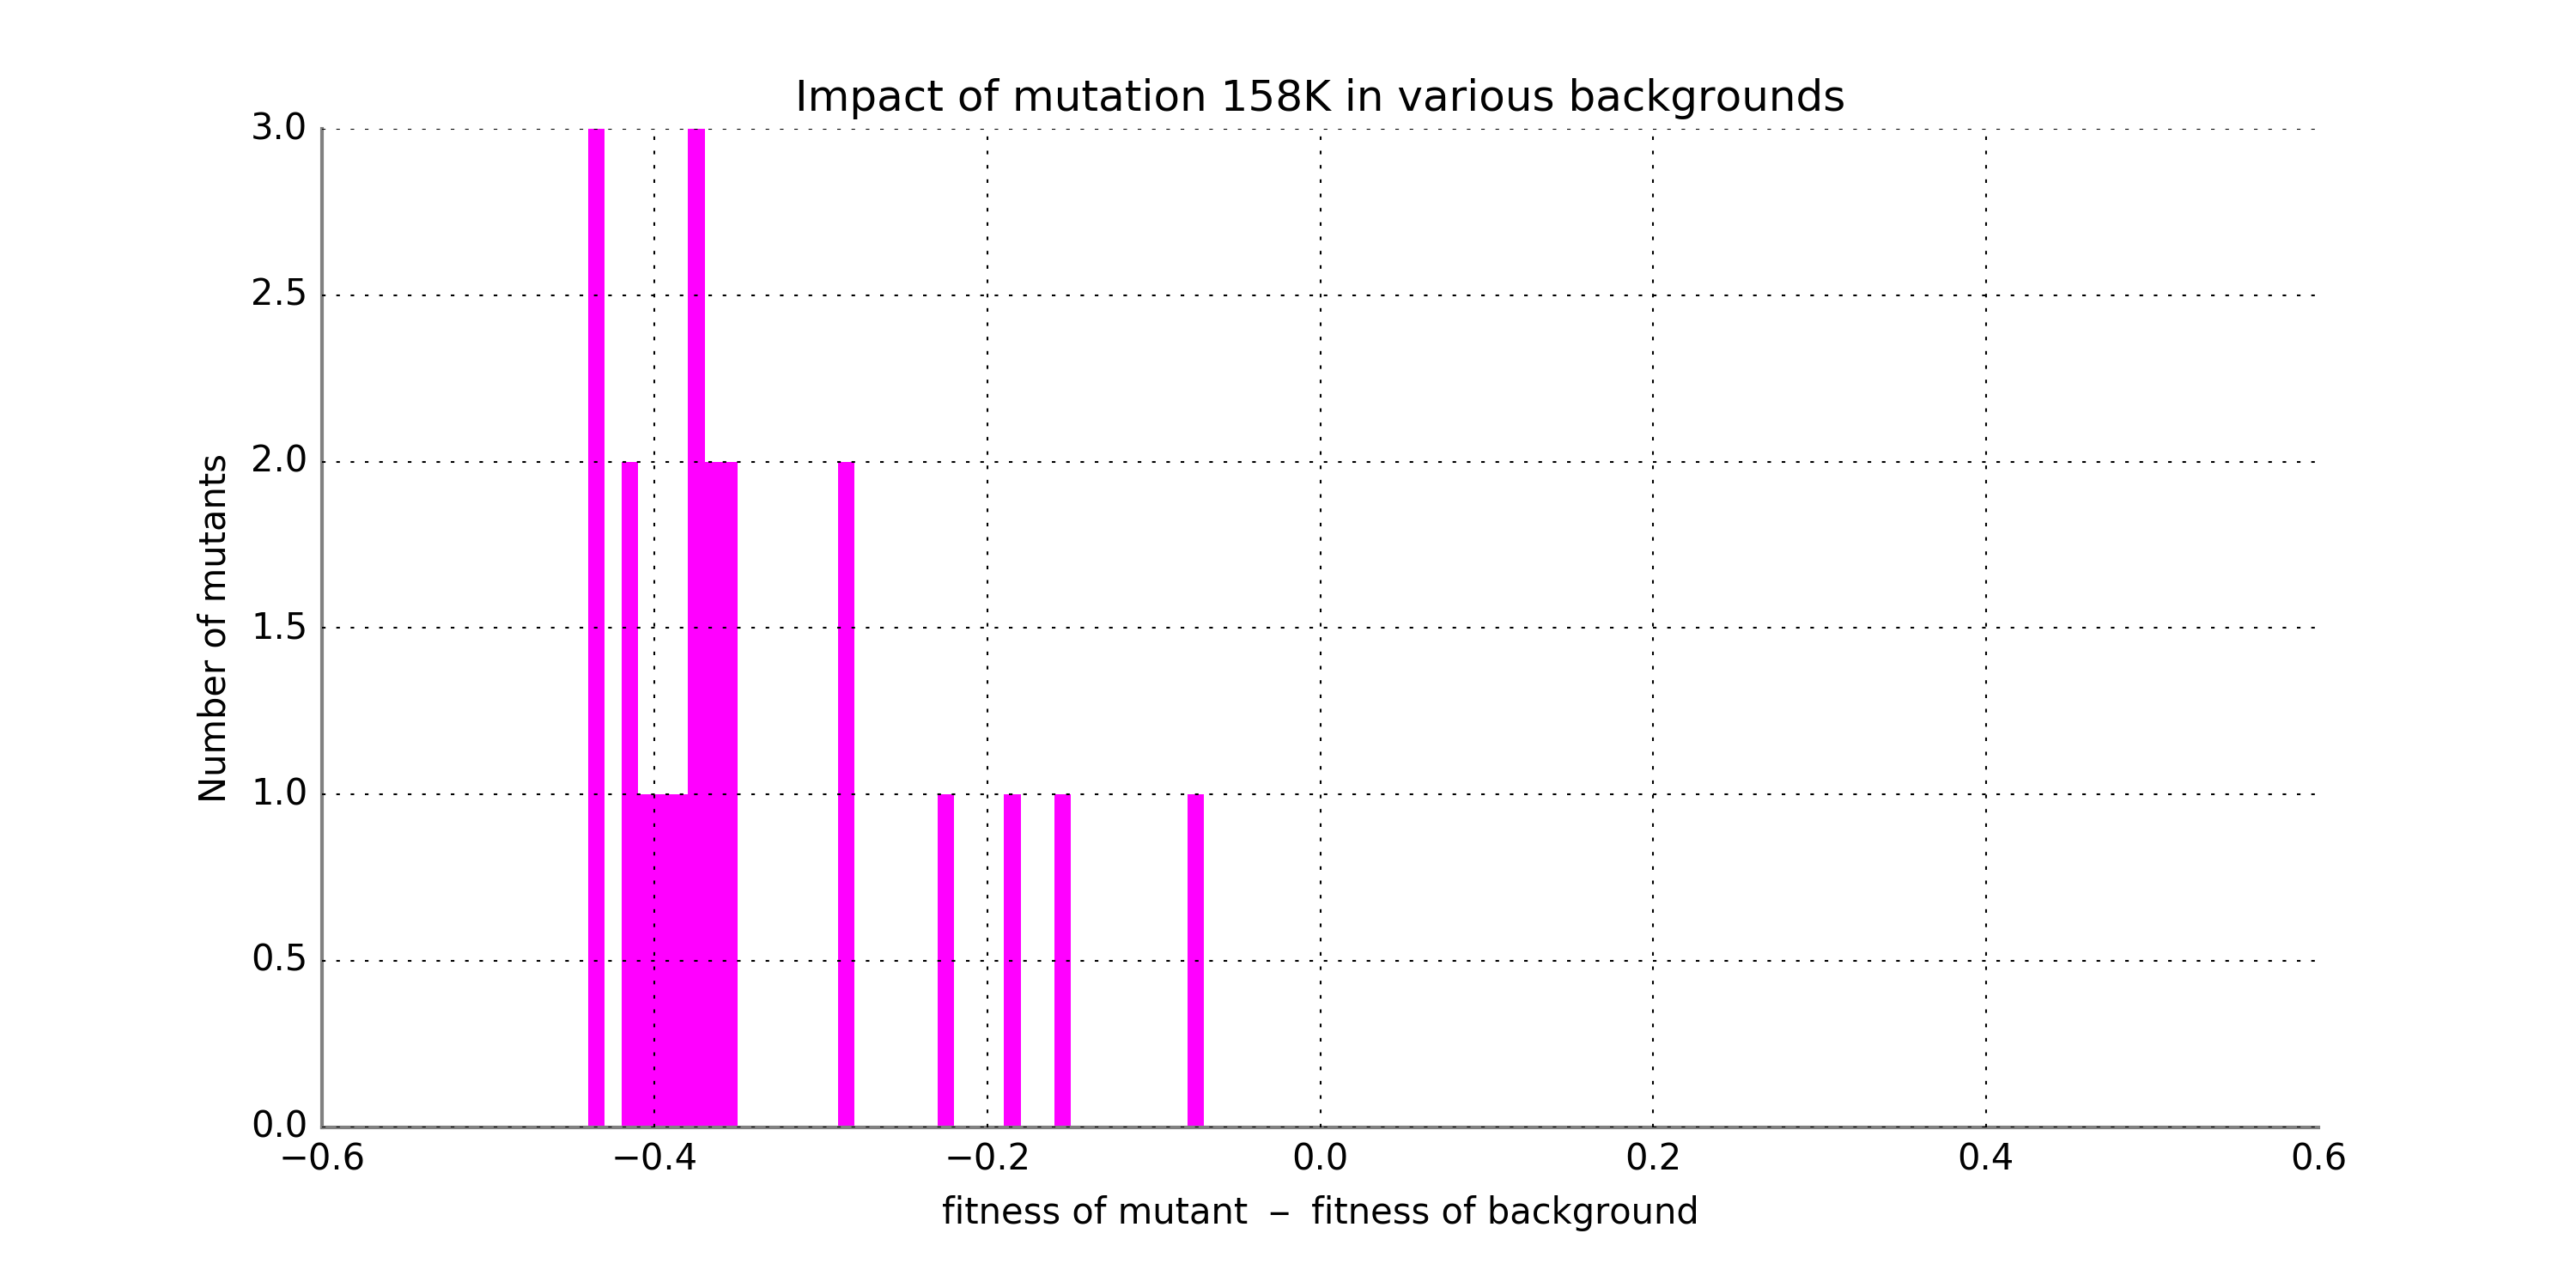 Impact of mutation 158K in various backgrounds
3.0
2.5
2.0
1.5
1.0
0.5
0.0
Number of mutants
−0.6 −0.4 −0.2 0.0 0.2 0.4 0.6
fitness of mutant − fitness of background